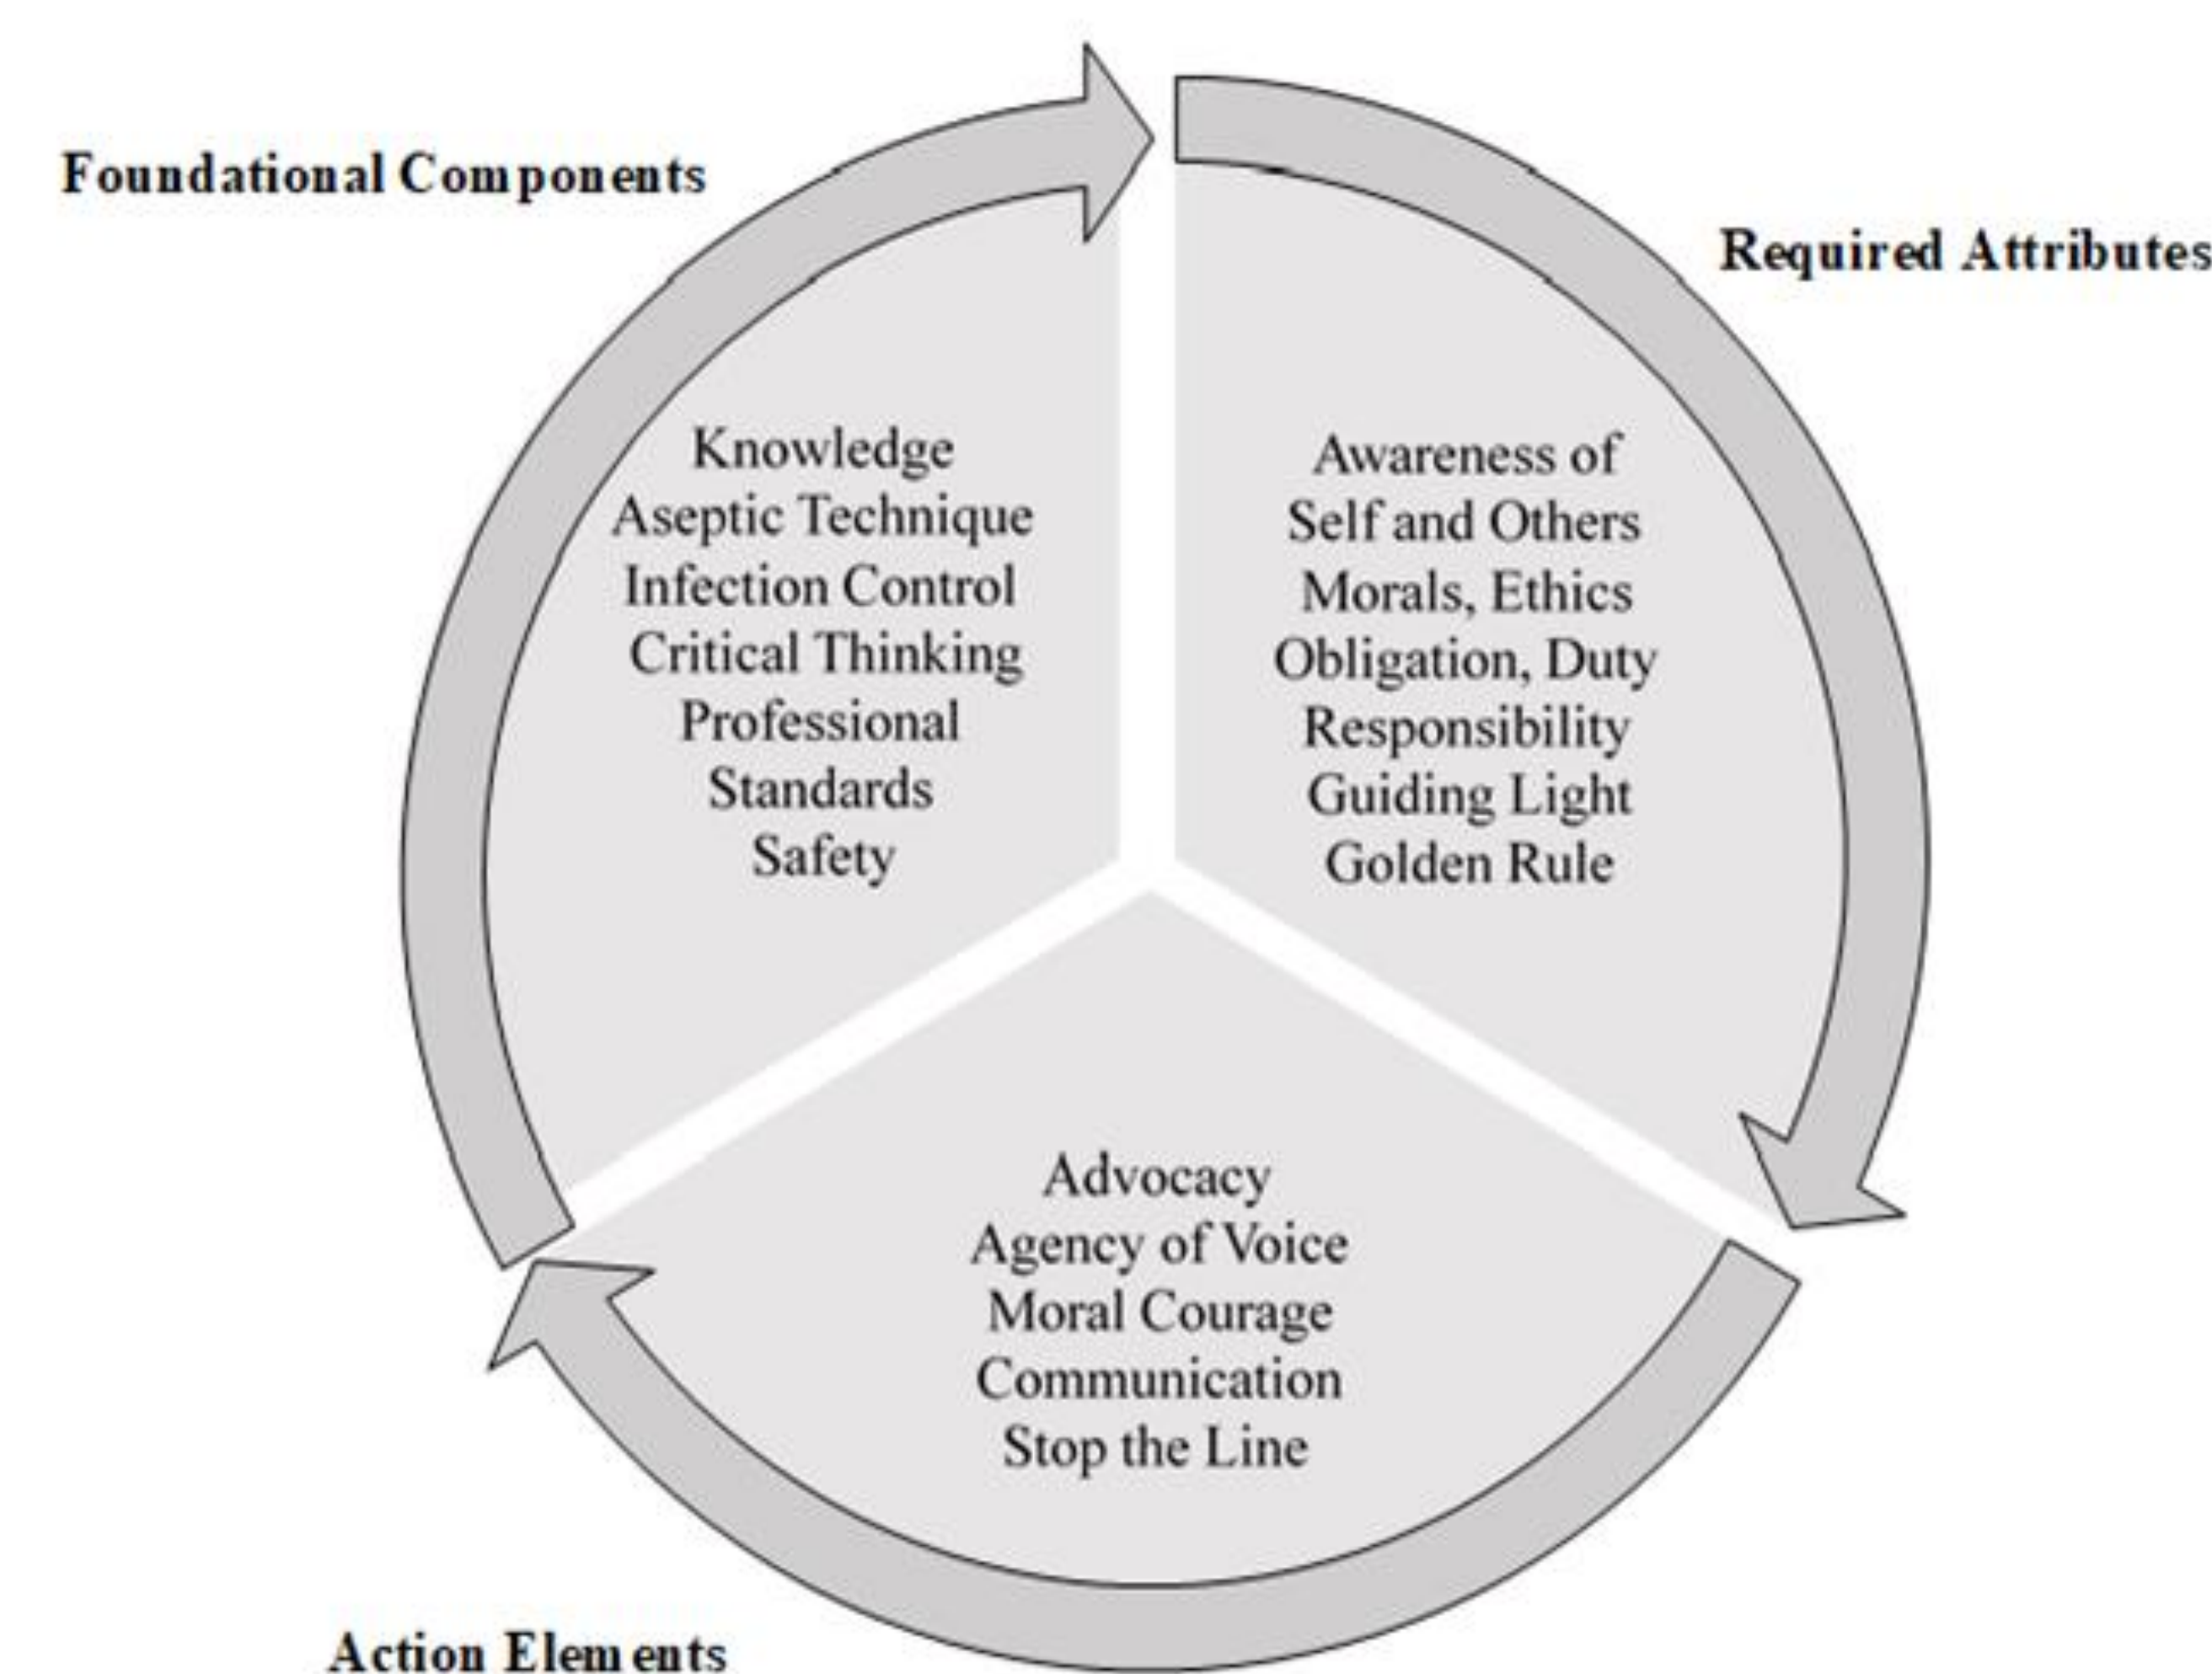 Foundational Components
Required Attributes
Knowledge
Aseptic Technique
Infection Control
Critical Thinking
Professional
Standards
Safety
Awareness of
Self and Others
Morals, Ethics
Obligation, Duty
Responsibility
Guiding Light
Golden Rule
Advocacy
Agency of Voice
Moral Courage
Communication
Stop the Line
Action Elements